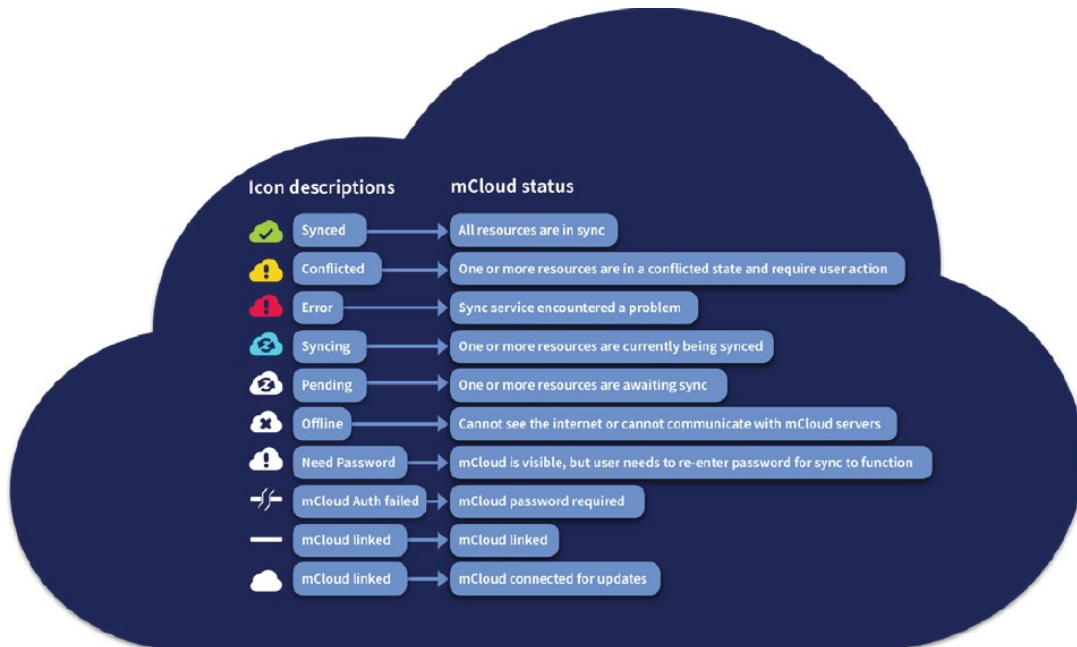 Icon descriptions mCloud status
Synced All resources are in sync
Conflicted One or more resources are in a conflicted state and require user action
Error Sync service encountered a problem
Syncing One or more resources are currently being synced
Pending One or more resources are awaiting sync
Offline Cannot see the internet or cannot communicate with mCloud servers
Need Password mCloud is visible, but user needs to re-enter password for sync to function
mCloud Auth failed mCloud password required
mCloud linked mCloud linked
mCloud linked mCloud connected for updates